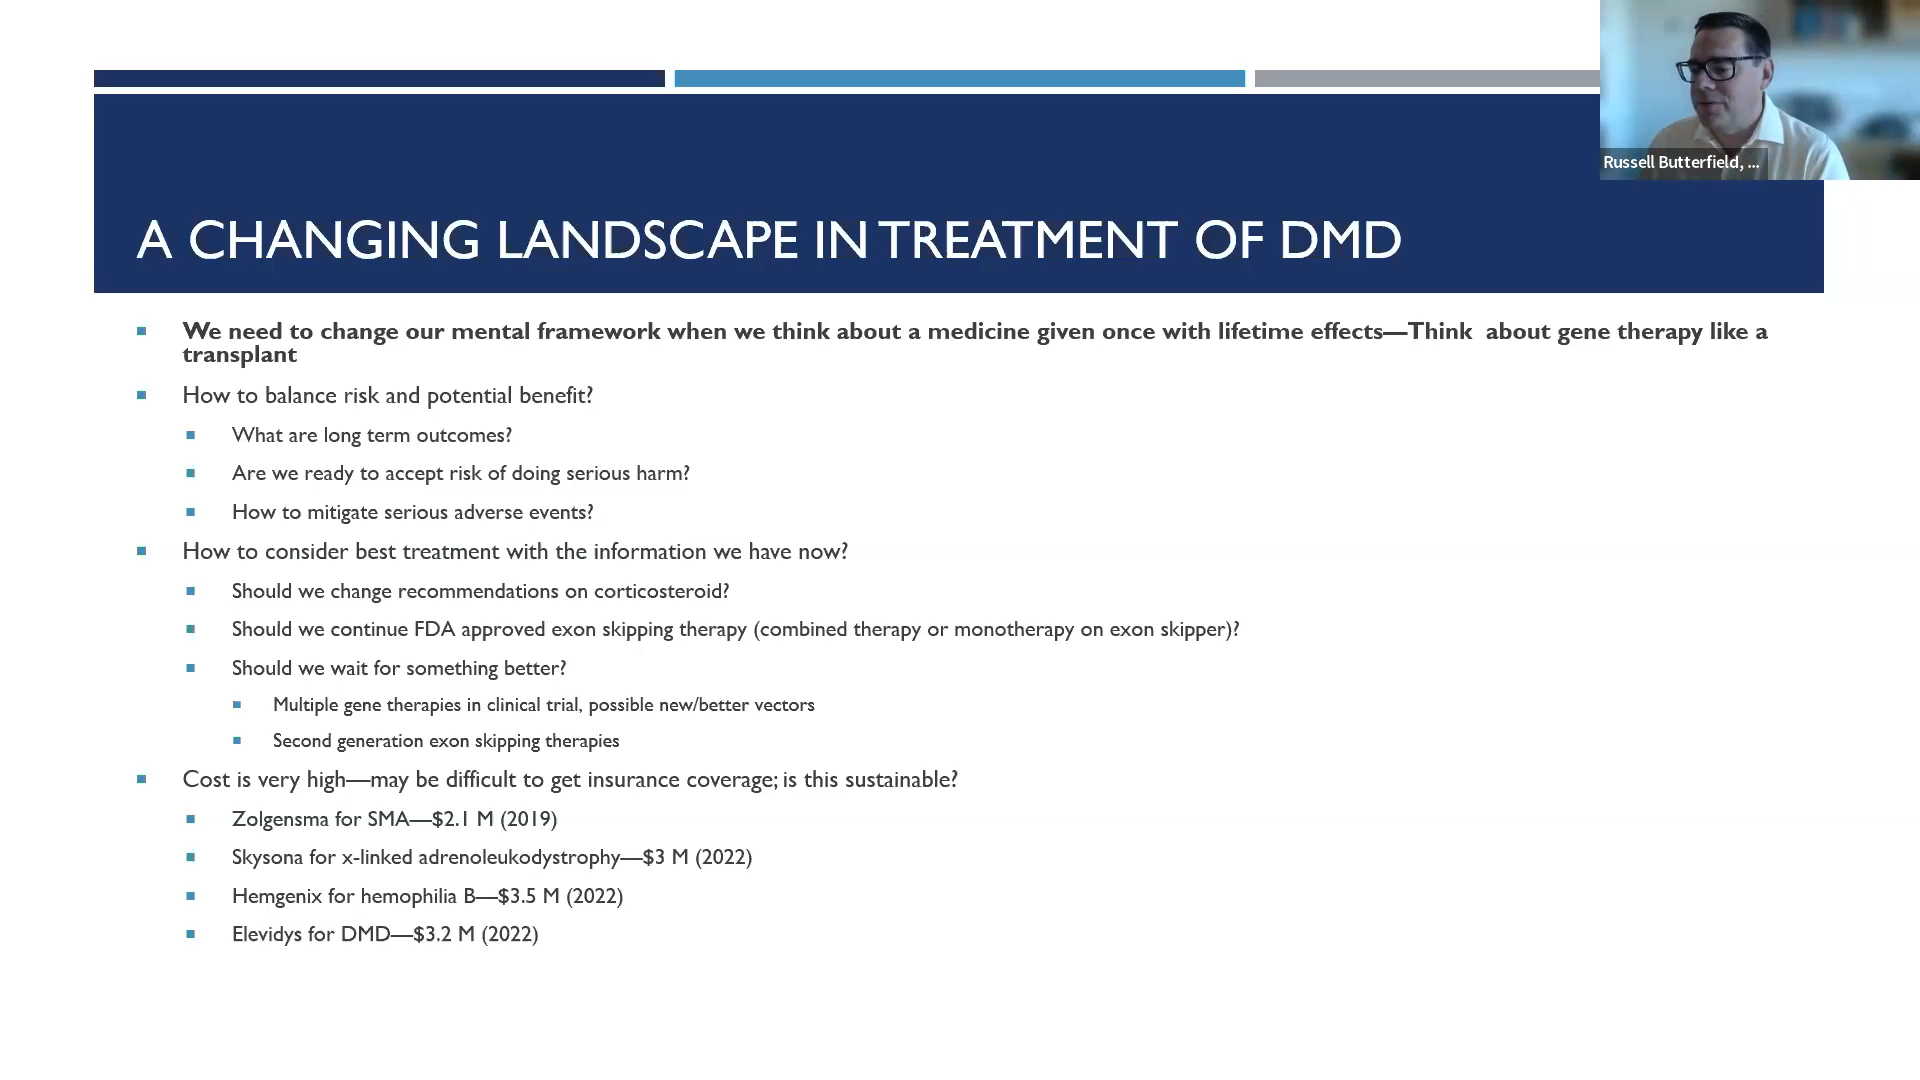 Russell Butterfield, ...
A CHANGING LANDSCAPE IN TREATMENT OF DMD
We need to change our mental framework when we think about a medicine given once with lifetime effects—Think about gene therapy like a
transplant
How to balance risk and potential benefit?
What are long term outcomes?
Are we ready to accept risk of doing serious harm?
How to mitigate serious adverse events?
How to consider best treatment with the information we have now?
Should we change recommendations on corticosteroid?
Should we continue FDA approved exon skipping therapy (combined therapy or monotherapy on exon skipper)?
Should we wait for something better?
Multiple gene therapies in clinical trial, possible new/better vectors
Second generation exon skipping therapies
Cost is very high—may be difficult to get insurance coverage; is this sustainable?
Zolgensma for SMA—$2.1 M (2019)
Skysona for x-linked adrenoleukodystrophy—$3 M (2022)
Hemgenix for hemophilia B—$3.5 M (2022)
Elevidys for DMD—$3.2 M (2022)